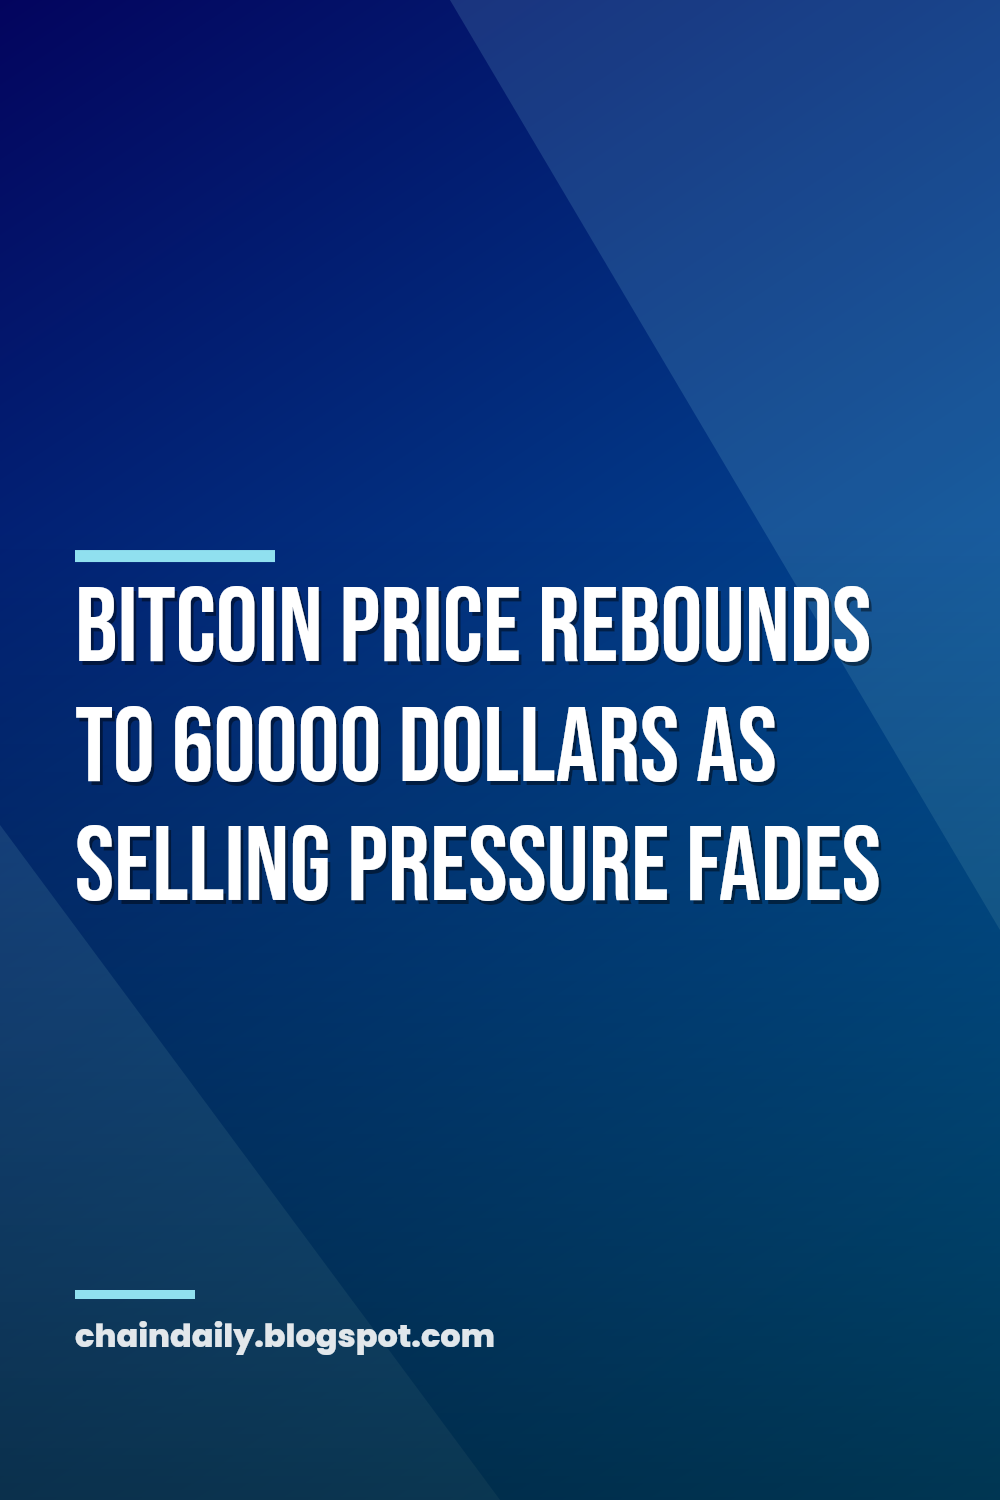 BITCOIN PRICE REBOUNDS
TO 60000 DOLLARS AS
SELLING PRESSURE FADES
chaindaily.blogspot.com